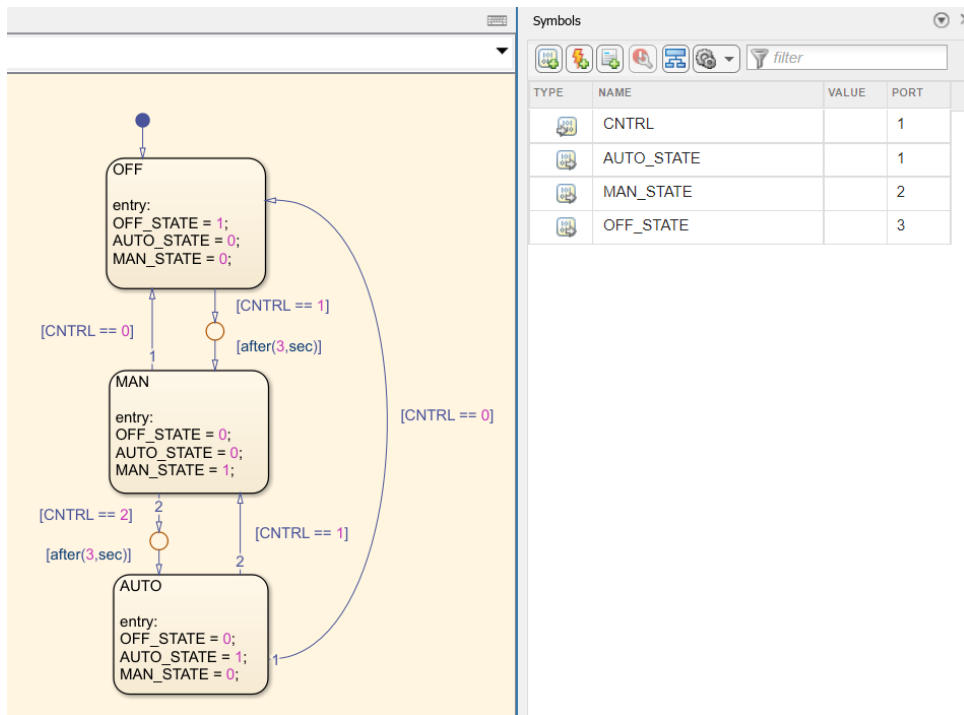 Symbols
filter
TYPE NAME VALUE PORT
CNTRL 1
AUTO_STATE 1
MAN_STATE 2
OFF_STATE 3
OFF
entry:
OFF_STATE = 1;
AUTO_STATE = 0;
MAN_STATE = 0;
[CNTRL == 1]
[CNTRL == 0]
[after(3,sec)]
1
MAN
entry:
OFF_STATE = 0;
AUTO_STATE = 0;
MAN_STATE = 1;
[CNTRL == 0]
2
[CNTRL == 2]
[CNTRL == 1]
[after(3,sec)]
2
AUTO
entry:
OFF_STATE = 0;
AUTO_STATE = 1;
MAN_STATE = 0;
1